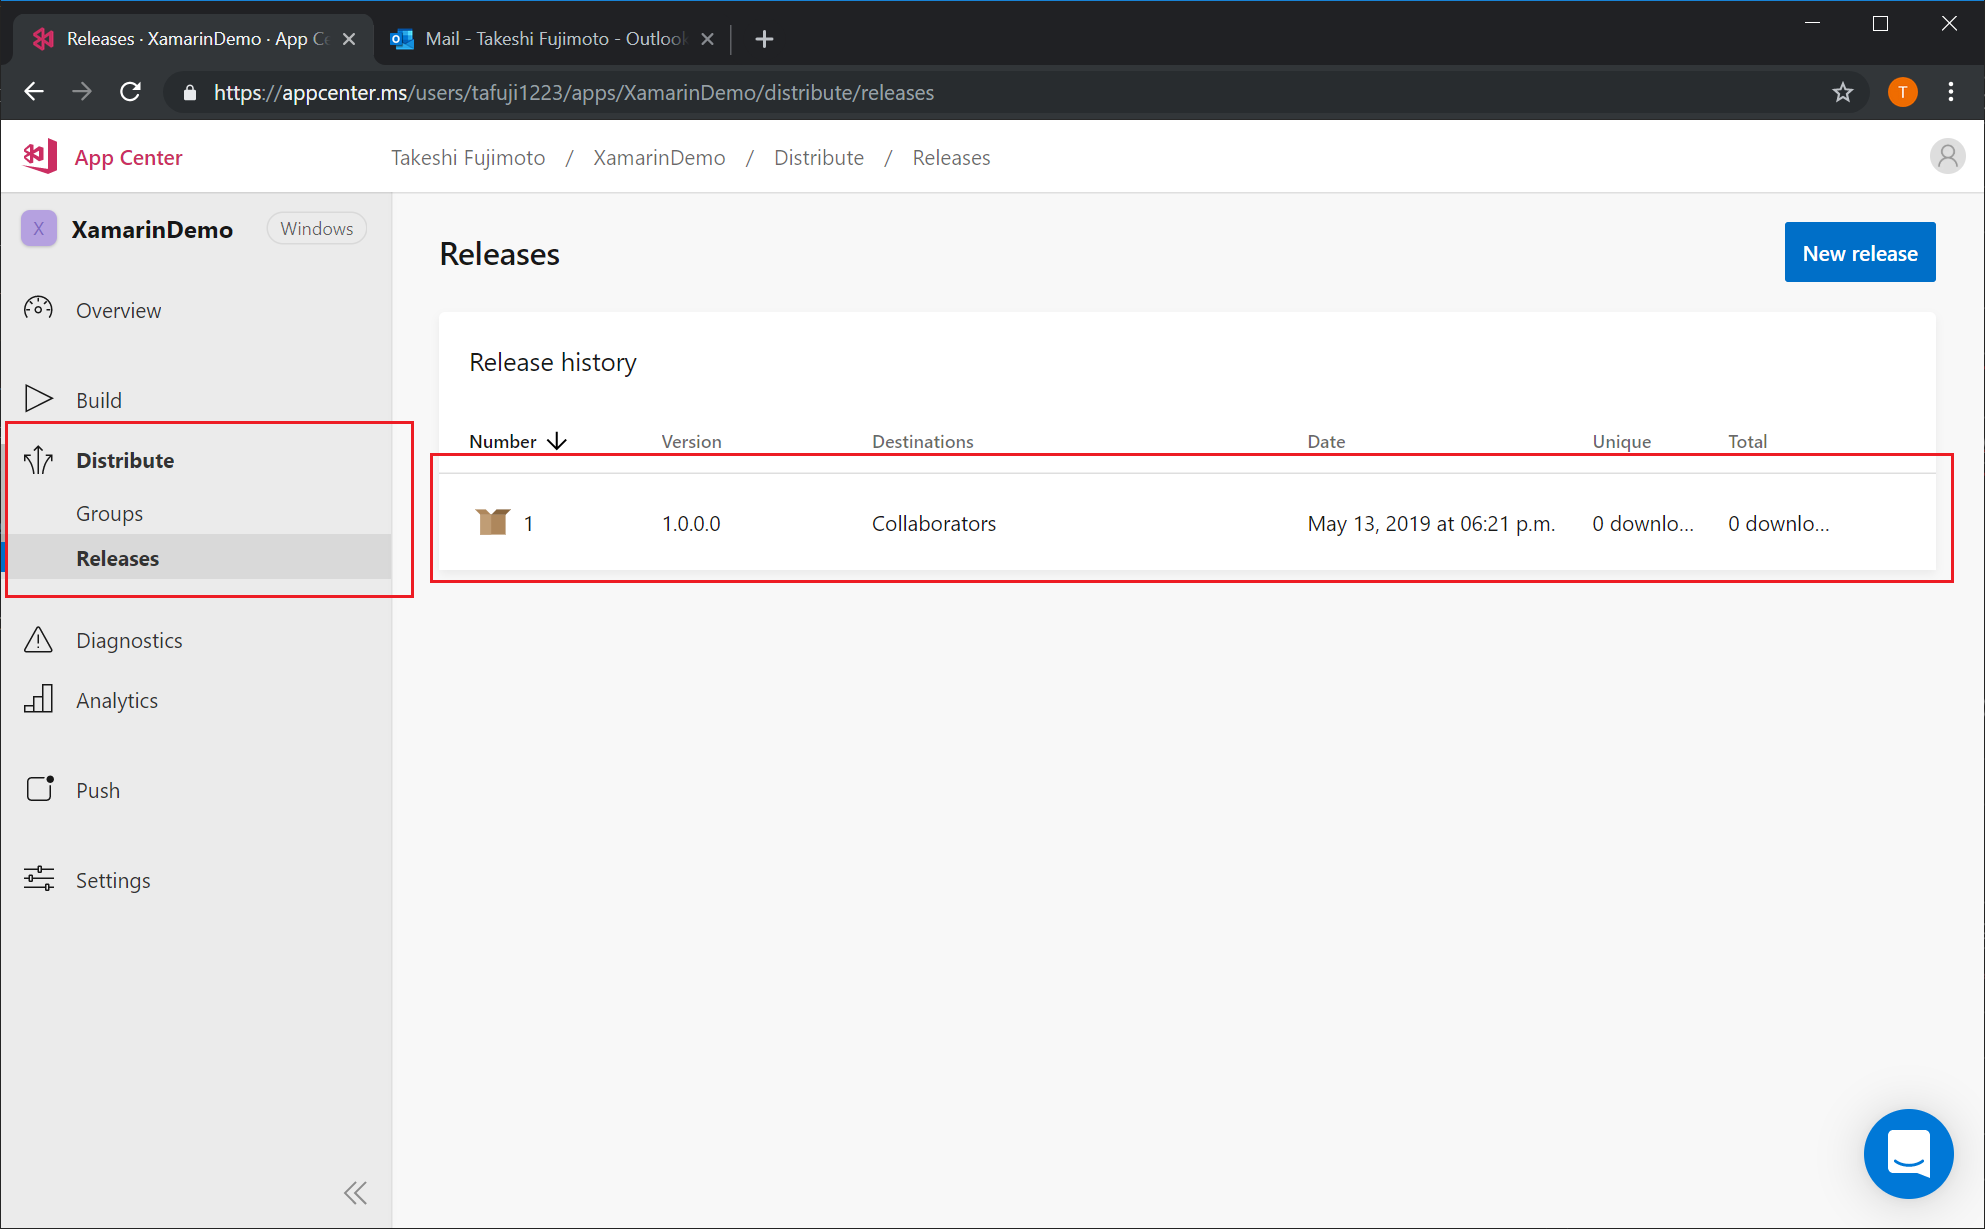 Releases · XamarinDemo · App Ce
Mail - Takeshi Fujimoto - Outlook
https://appcenter.ms/users/tafuji1223/apps/XamarinDemo/distribute/releases
T
App Center
Takeshi Fujimoto / XamarinDemo / Distribute / Releases
X XamarinDemo Windows
Overview
Build
Distribute
Groups
Releases
Diagnostics
Analytics
Push
Settings
Releases
New release
Release history
Number Version Destinations Date Unique Total
1 1.0.0.0 Collaborators May 13, 2019 at 06:21 p.m. 0 downlo... 0 downlo...